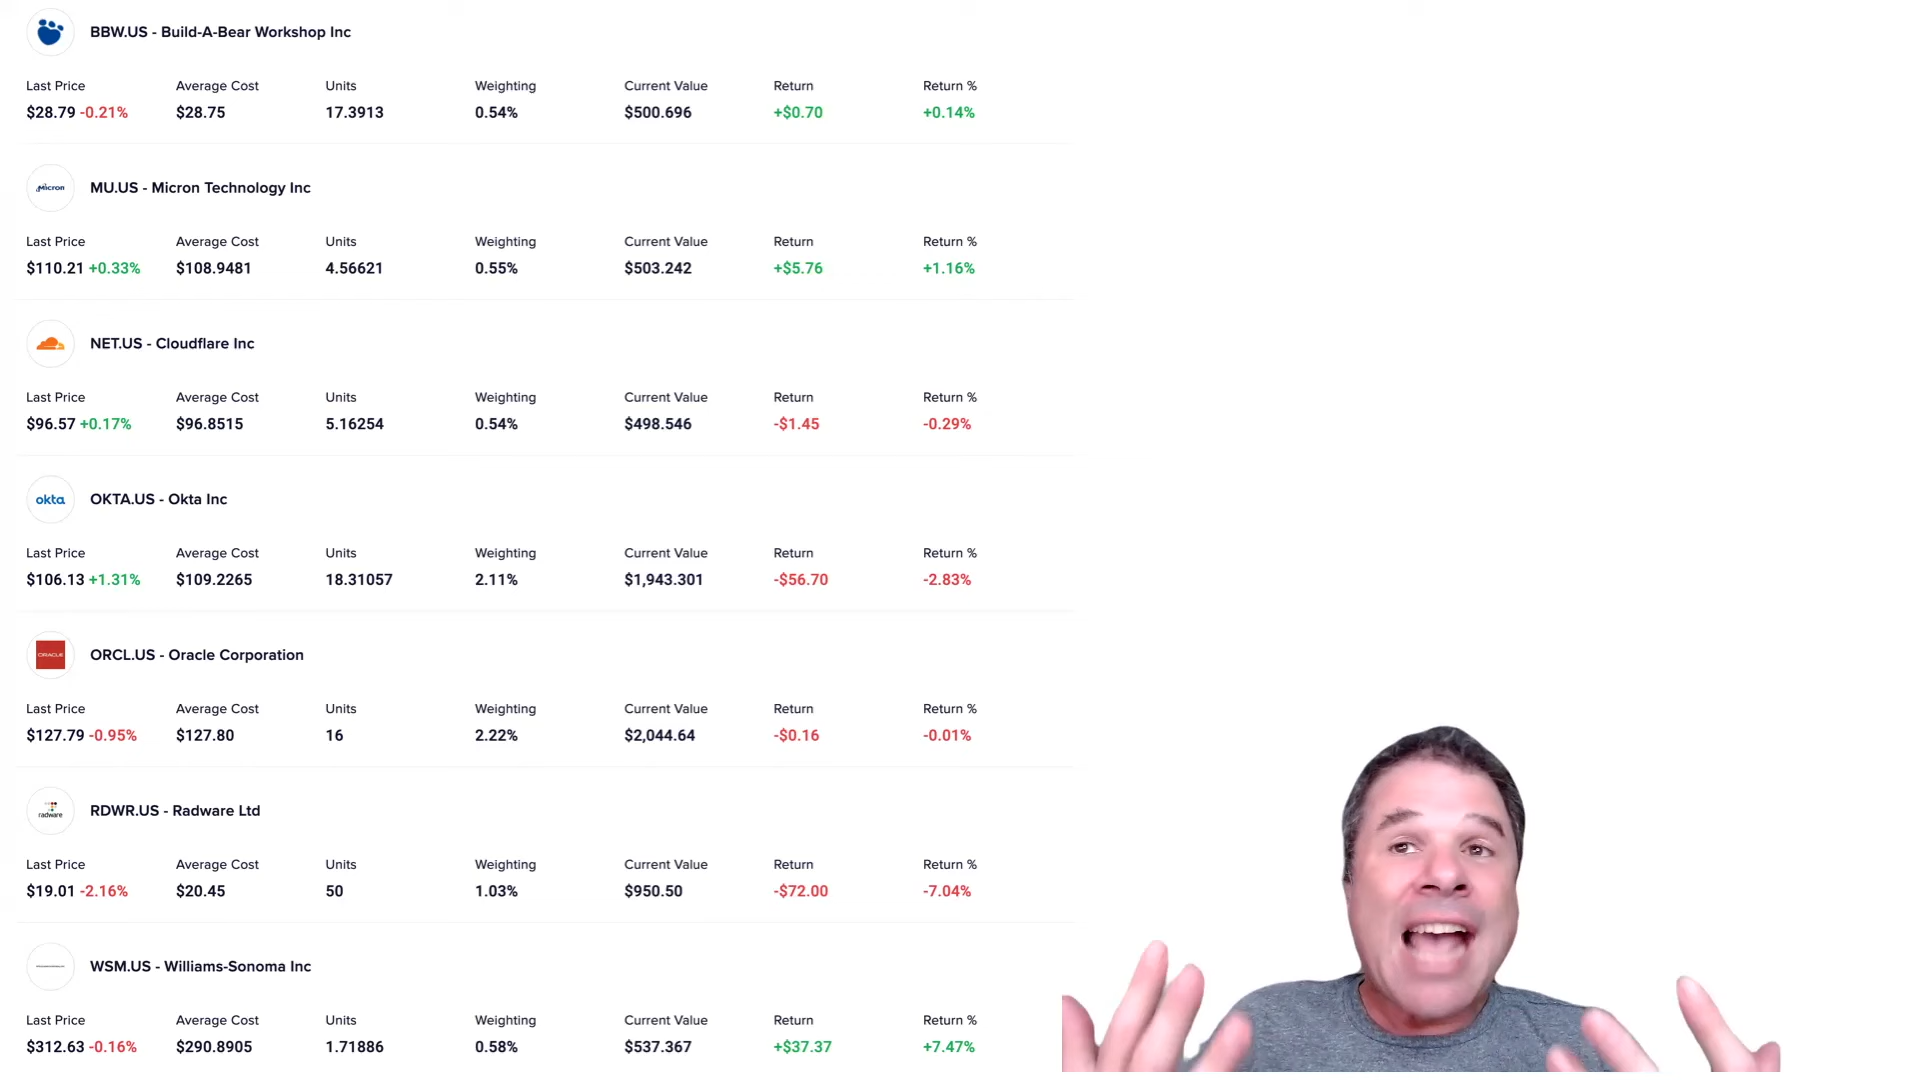 BBW.US - Build-A-Bear Workshop Inc
Last Price Average Cost Units Weighting Current Value Return Return %
$28.79 -0.21% $28.75 17.3913 0.54% $500.696 +$0.70 +0.14%
Micron
MU.US - Micron Technology Inc
Last Price Average Cost Units Weighting Current Value Return Return %
$110.21 +0.33% $108.9481 4.56621 0.55% $503.242 +$5.76 +1.16%
NET.US - Cloudflare Inc
Last Price Average Cost Units Weighting Current Value Return Return %
$96.57 +0.17% $96.8515 5.16254 0.54% $498.546 -$1.45 -0.29%
okta OKTA.US - Okta Inc
Last Price Average Cost Units Weighting Current Value Return Return %
$106.13 +1.31% $109.2265 18.31057 2.11% $1,943.301 -$56.70 -2.83%
ORACLE ORCL.US - Oracle Corporation
Last Price Average Cost Units Weighting Current Value Return Return %
$127.79 -0.95% $127.80 16 2.22% $2,044.64 -$0.16 -0.01%
radware RDWR.US - Radware Ltd
Last Price Average Cost Units Weighting Current Value Return Return %
$19.01 -2.16% $20.45 50 1.03% $950.50 -$72.00 -7.04%
WSM.US - Williams-Sonoma Inc
Last Price Average Cost Units Weighting Current Value Return Return %
$312.63 -0.16% $290.8905 1.71886 0.58% $537.367 +$37.37 +7.47%